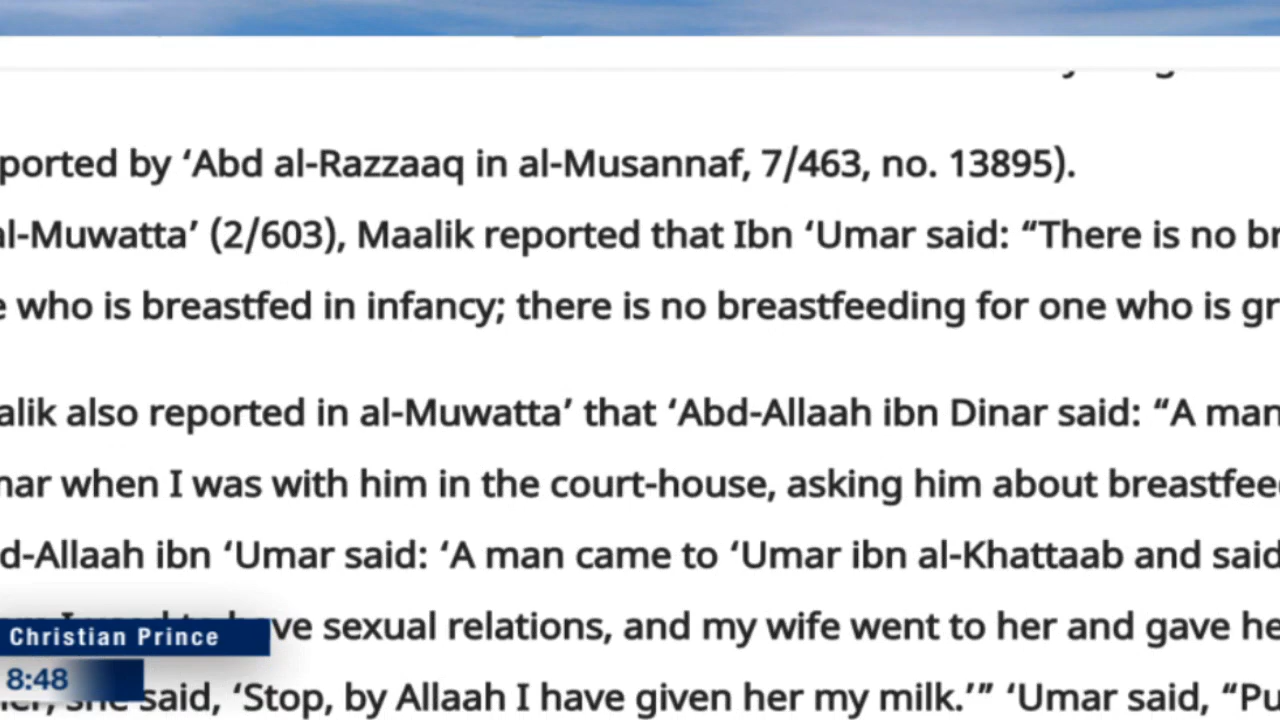 ported by ‘Abd al-Razzaaq in al-Musannaf, 7/463, no. 13895).
al-Muwatta’ (2/603), Maalik reported that Ibn ‘Umar said: “There is no br
e who is breastfed in infancy; there is no breastfeeding for one who is gr
alik also reported in al-Muwatta’ that ‘Abd-Allaah ibn Dinar said: “A man
mar when I was with him in the court-house, asking him about breastfee
d-Allaah ibn ‘Umar said: ‘A man came to ‘Umar ibn al-Khattaab and said
ve sexual relations, and my wife went to her and gave he
Christian Prince
8:48
said, ‘Stop, by Allaah I have given her my milk.’” ‘Umar said, “Pu